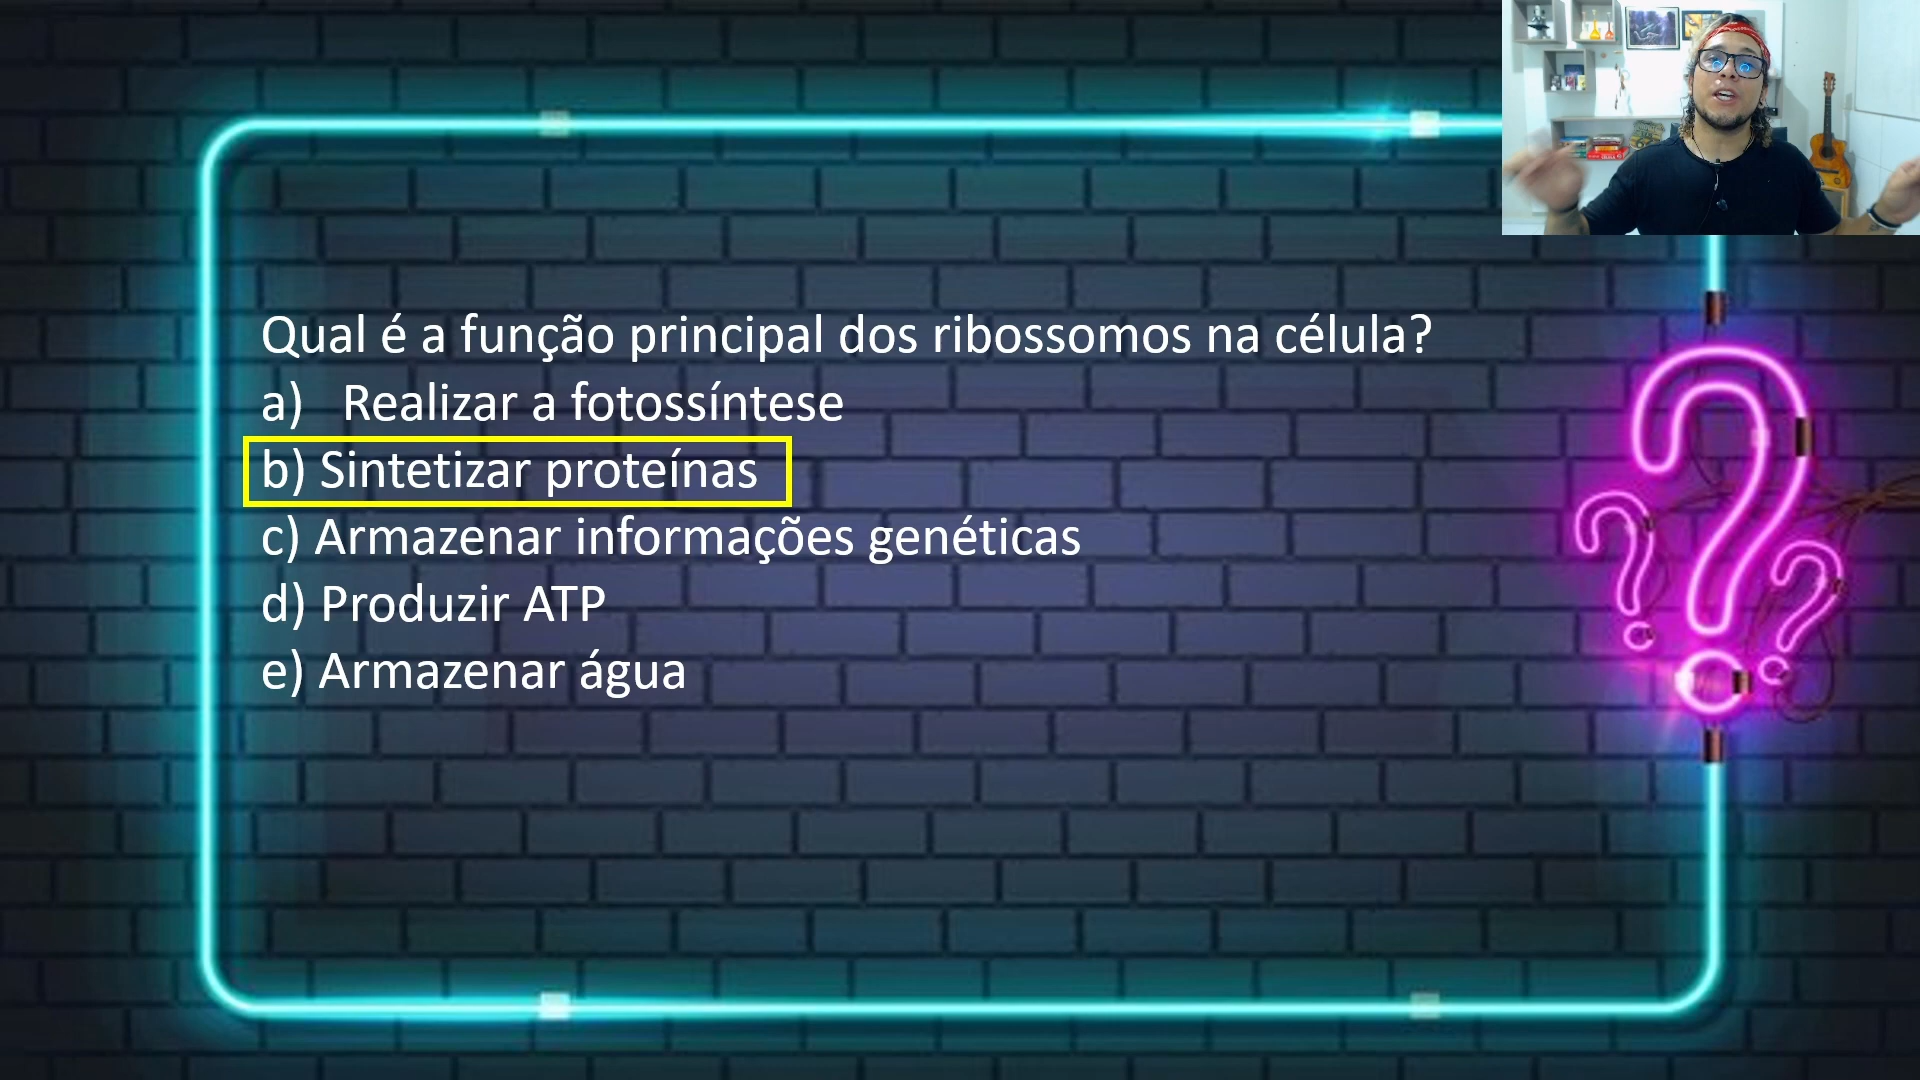 Qual é a função principal dos ribossomos na célula?
a) Realizar a fotossíntese
b) Sintetizar proteínas
c) Armazenar informações genéticas
d) Produzir ATP
e) Armazenar água